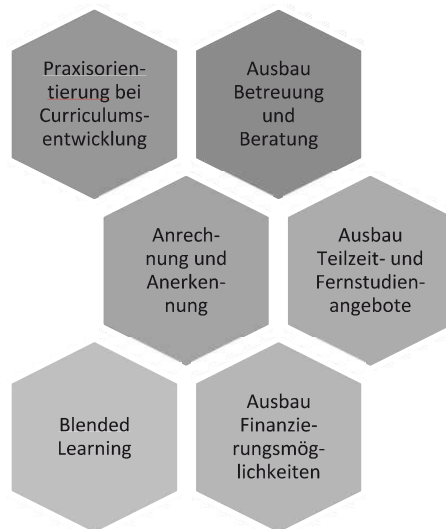 Praxisorien-
tierung bei
Curriculums-
entwicklung
Ausbau
Betreuung
und
Beratung
Anrech-
nung und
Anerken-
nung
Ausbau
Teilzeit- und
Fernstudien-
angebote
Blended
Learning
Ausbau
Finanzie-
rungsmög-
lichkeiten